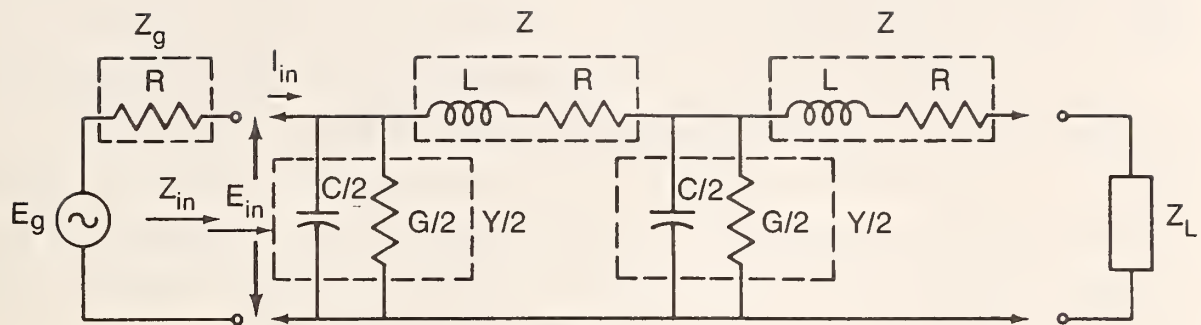 Z_g
Z
Z
R
I_in
L
R
L
R
E_g
Z_in
E_in
C/2
G/2
Y/2
C/2
G/2
Y/2
Z_L